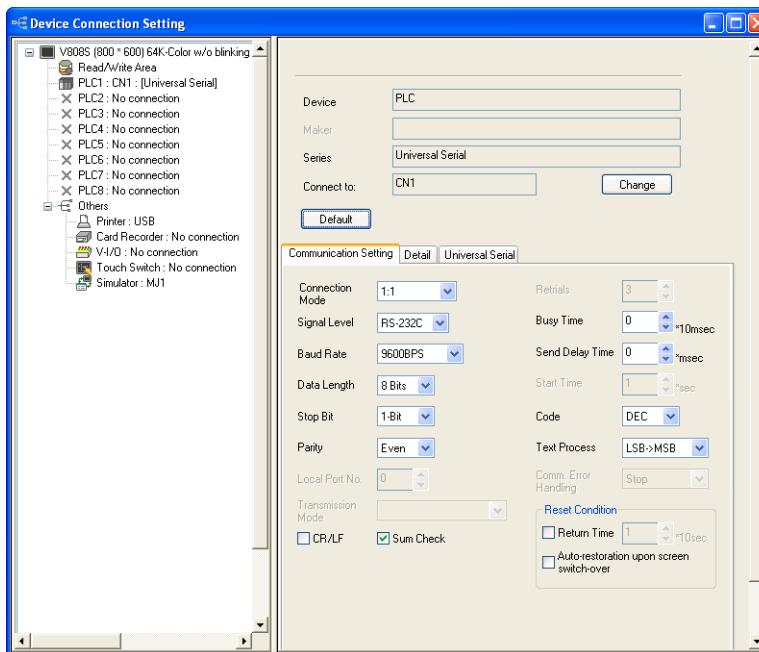 Device Connection Setting
V808S (800 * 600) 64K-Color w/o blinking
Read/Write Area
PLC1 : CN1 : [Universal Serial]
PLC2 : No connection
PLC3 : No connection
PLC4 : No connection
PLC5 : No connection
PLC6 : No connection
PLC7 : No connection
PLC8 : No connection
Others
Printer : USB
Card Recorder : No connection
V-I/O : No connection
Touch Switch : No connection
Simulator : MJ1
Device PLC
Maker
Series Universal Serial
Connect to: CN1 Change
Default
Communication Setting Detail Universal Serial
Connection
Mode 1:1
Signal Level RS-232C
Baud Rate 9600BPS
Data Length 8 Bits
Stop Bit 1-Bit
Parity Even
Local Port No. 0
Transmission
Mode
CR/LF Sum Check
Retrials 3
Busy Time 0 *10msec
Send Delay Time 0 *msec
Start Time 1 *sec
Code DEC
Text Process LSB->MSB
Comm. Error
Handling Stop
Reset Condition
Return Time 1 *10sec
Auto-restoration upon screen
switch-over